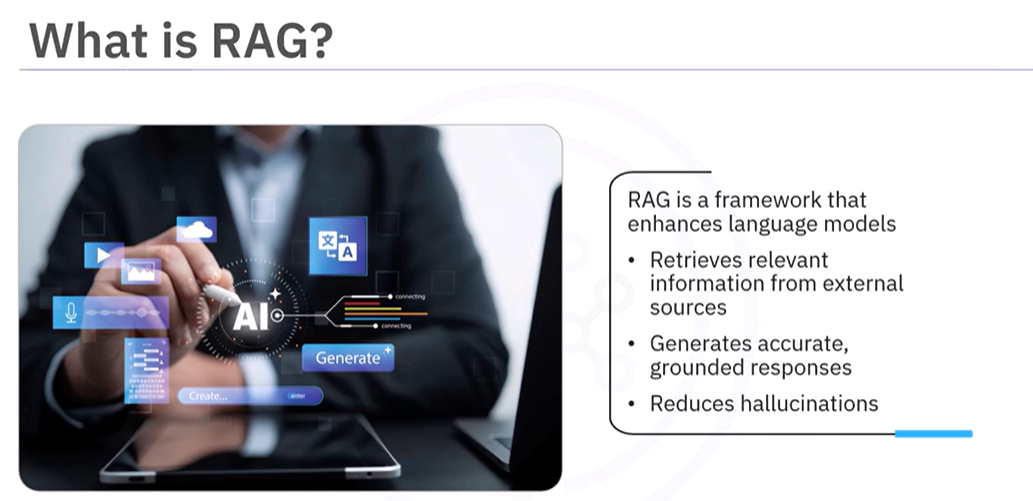 What is RAG?
文
A
AI
connecting
connecting
Generate
Create...
enter
RAG is a framework that
enhances language models
• Retrieves relevant
information from external
sources
• Generates accurate,
grounded responses
• Reduces hallucinations